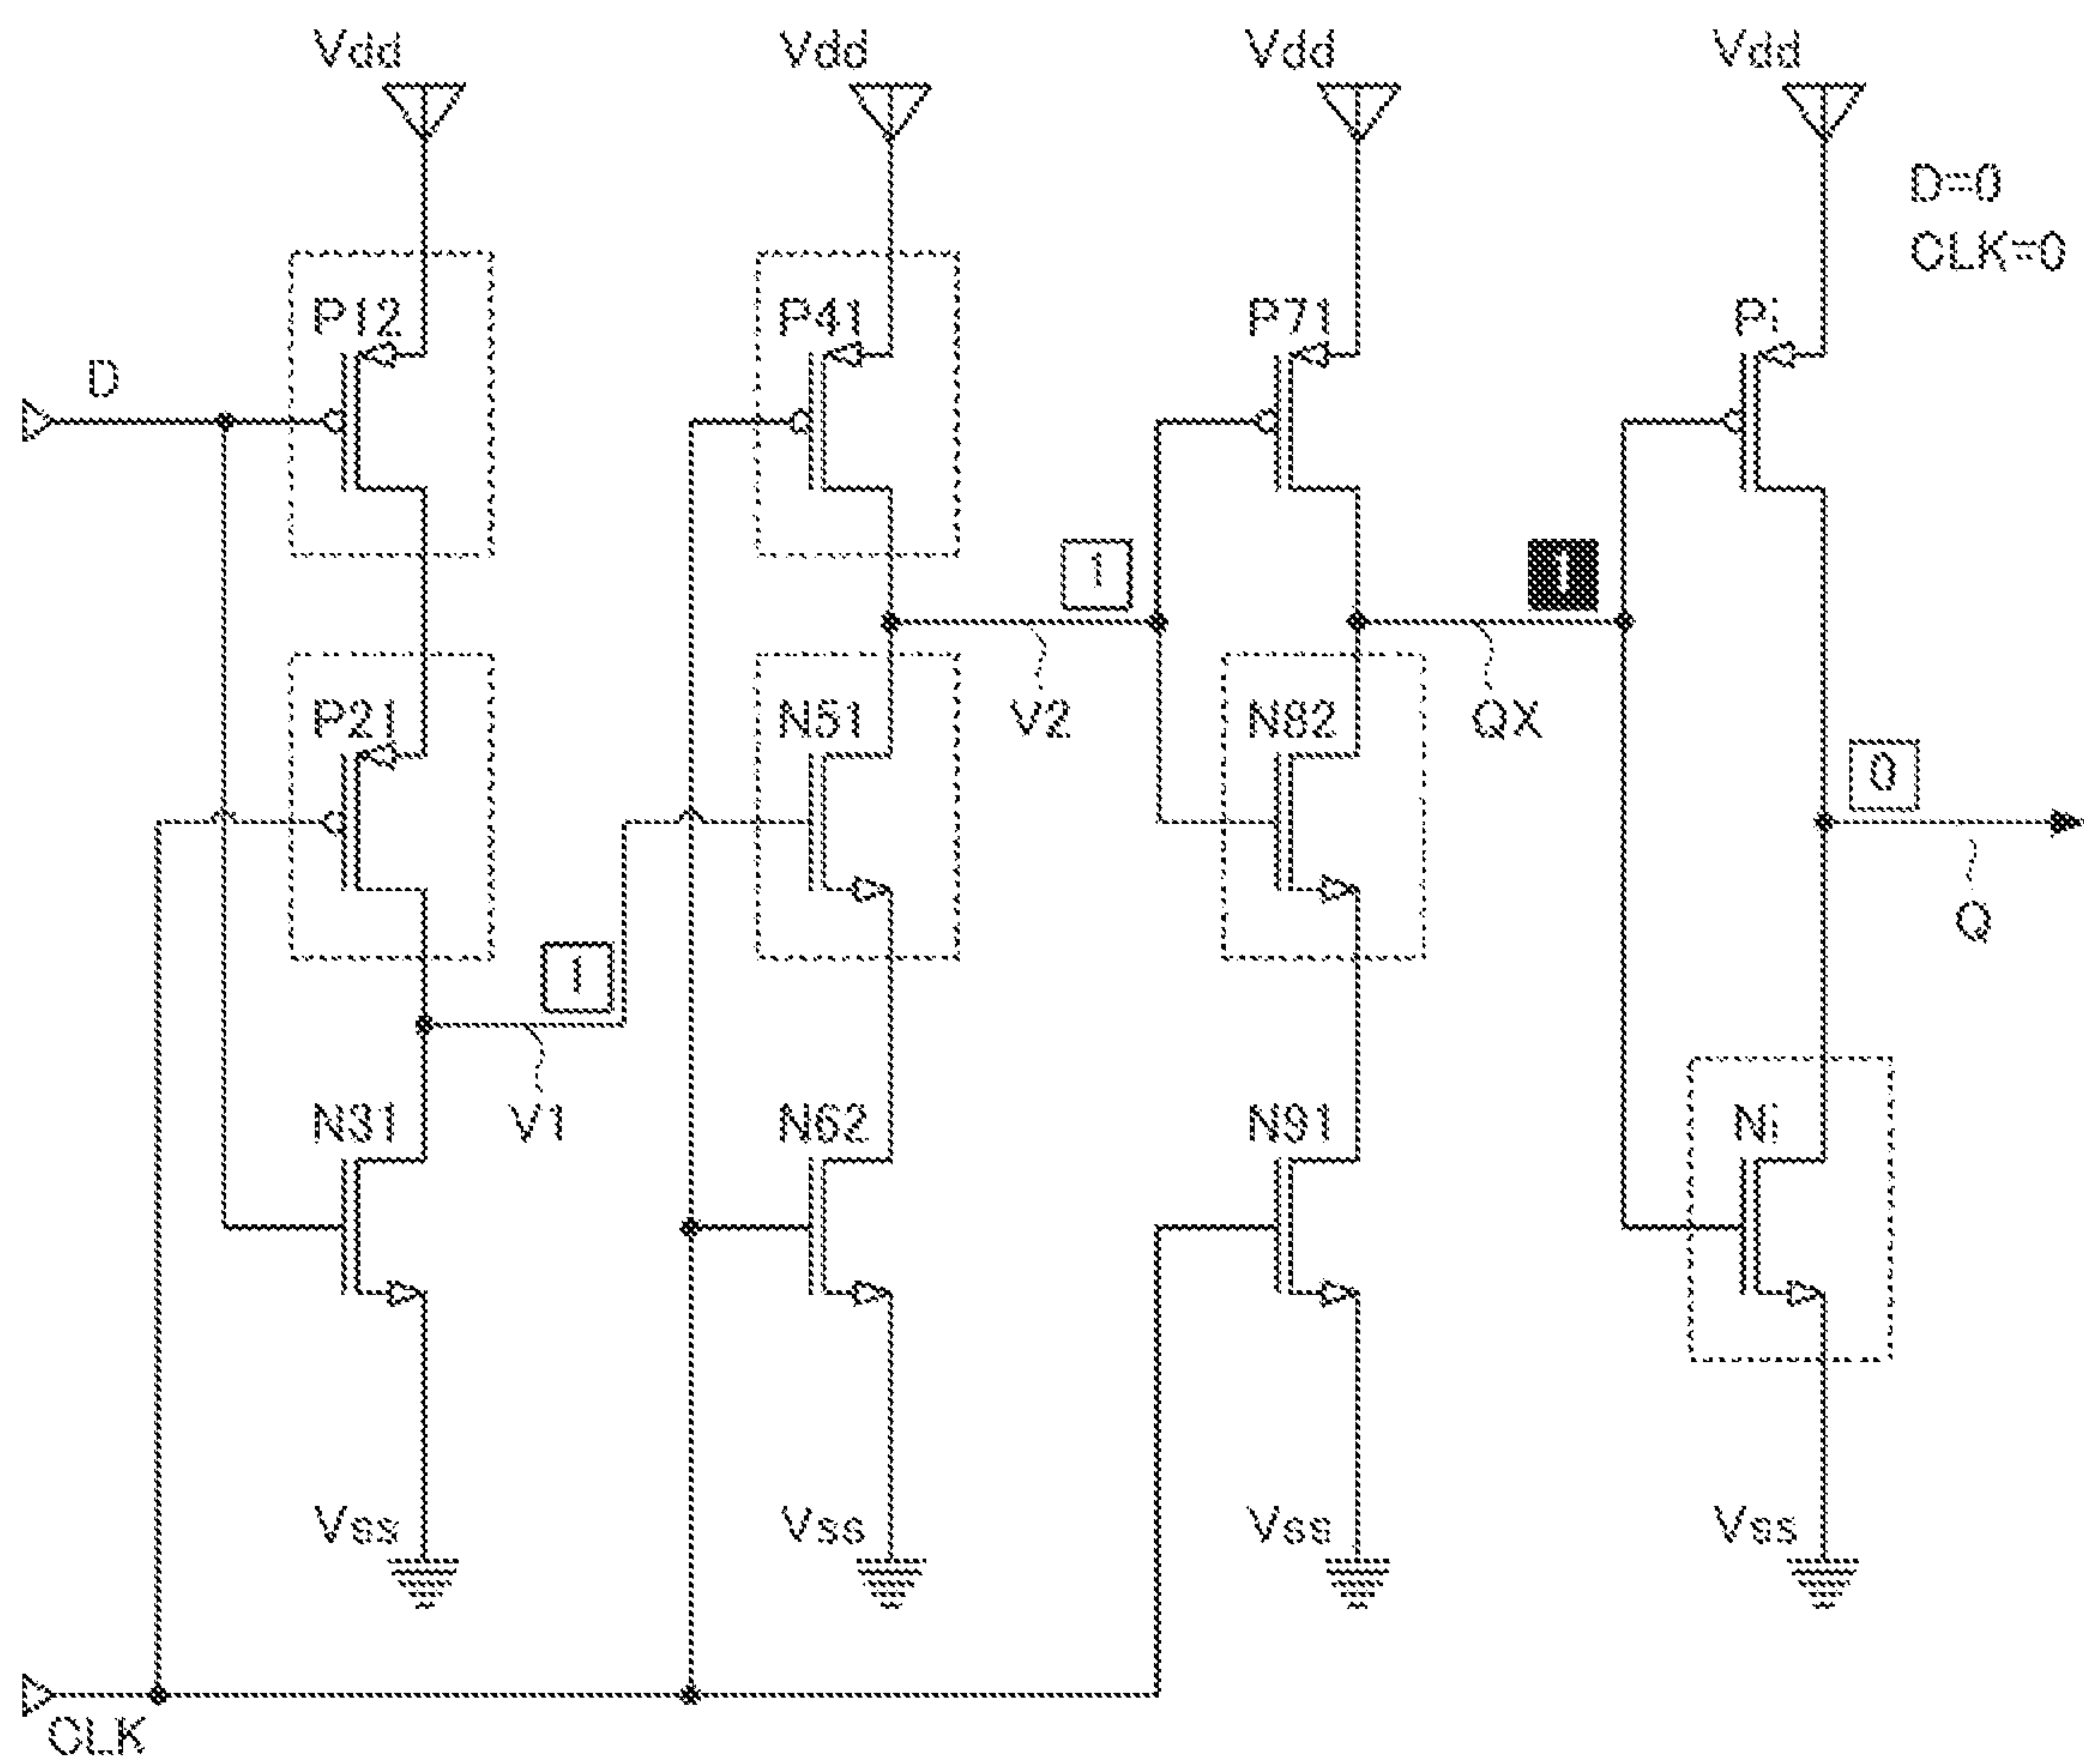 Vdd Vdd Vdd Vdd
D=0
CLK=0
P12 P41 P71 Pi
D
1 1
P21 N51 V2 N82 QX
0
Q
1
N31 V1 N62 N91 Ni
Vss Vss Vss Vss
CLK